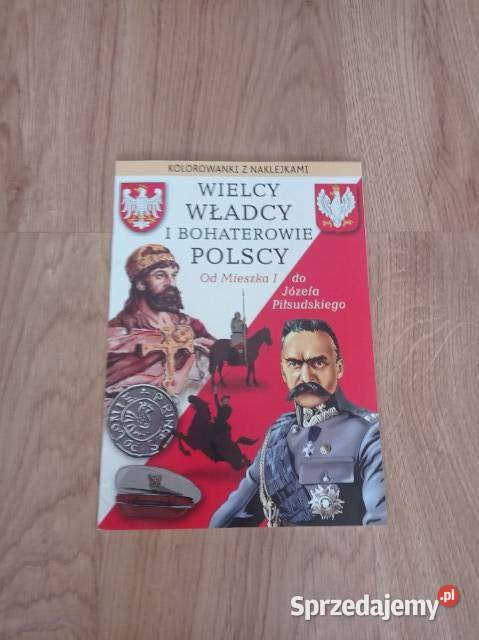 KOLOROWANKI Z NAKLEJKAMI
WIELCY
WŁADCY
I BOHATEROWIE
POLSCY
Od Mieszka I do
Józefa
Piłsudskiego
Sprzedajemy.pl